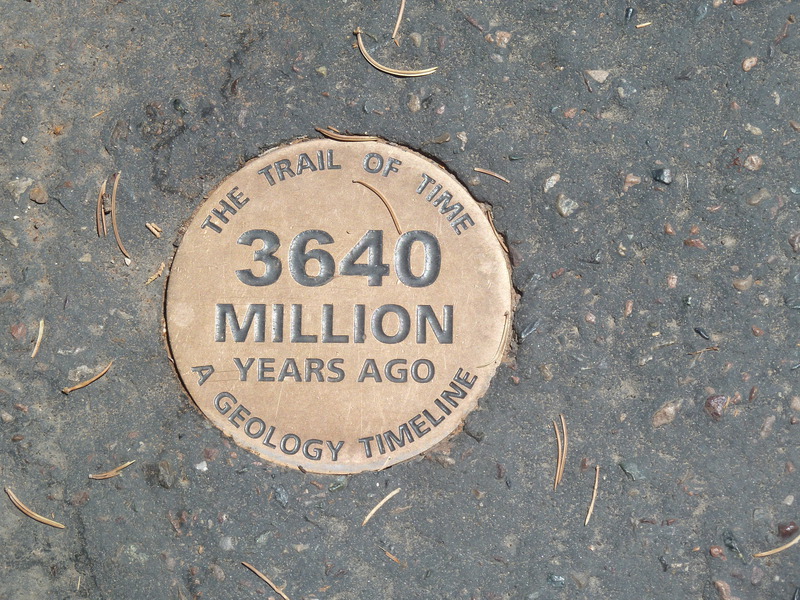 THE TRAIL OF TIME
3640
MILLION
YEARS AGO
A GEOLOGY TIMELINE